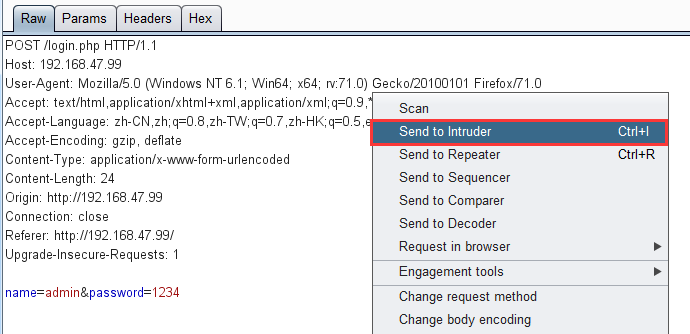 Raw Params Headers Hex
POST /login.php HTTP/1.1
Host: 192.168.47.99
User-Agent: Mozilla/5.0 (Windows NT 6.1; Win64; x64; rv:71.0) Gecko/20100101 Firefox/71.0
Accept: text/html,application/xhtml+xml,application/xml;q=0.9,*
Accept-Language: zh-CN,zh;q=0.8,zh-TW;q=0.7,zh-HK;q=0.5,e
Accept-Encoding: gzip, deflate
Content-Type: application/x-www-form-urlencoded
Content-Length: 24
Origin: http://192.168.47.99
Connection: close
Referer: http://192.168.47.99/
Upgrade-Insecure-Requests: 1
name=admin&password=1234
Scan
Send to Intruder Ctrl+I
Send to Repeater Ctrl+R
Send to Sequencer
Send to Comparer
Send to Decoder
Request in browser
Engagement tools
Change request method
Change body encoding